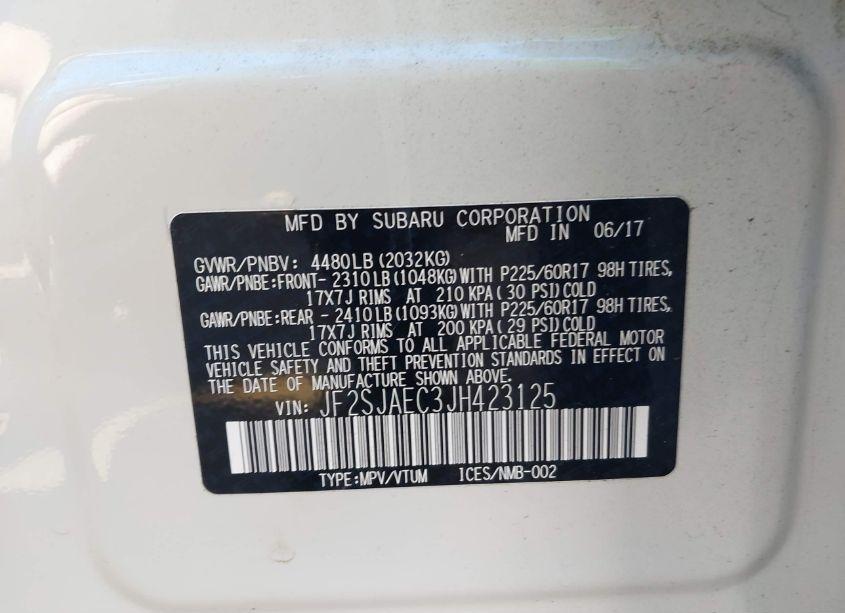 MFD BY SUBARU CORPORATION
MFD IN 06/17
GVWR/PNBV: 4480LB (2032KG)
GAWR/PNBE:FRONT- 2310LB(1048KG)WITH P225/60R17 98H TIRES,
17X7J RIMS AT 210 KPA( 30 PSI)COLD
GAWR/PNBE:REAR - 2410LB(1093KG)WITH P225/60R17 98H TIRES,
17X7J RIMS AT 200 KPA( 29 PSI)COLD
THIS VEHICLE CONFORMS TO ALL APPLICABLE FEDERAL MOTOR
VEHICLE SAFETY AND THEFT PREVENTION STANDARDS IN EFFECT ON
THE DATE OF MANUFACTURE SHOWN ABOVE.
VIN: JF2SJAEC3JH423125
TYPE:MPV/VTUM ICES/NMB-002